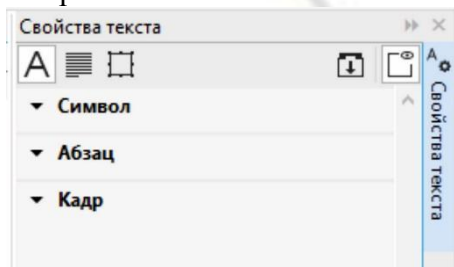 Свойства текста
Символ
Абзац
Кадр
Свойства текста